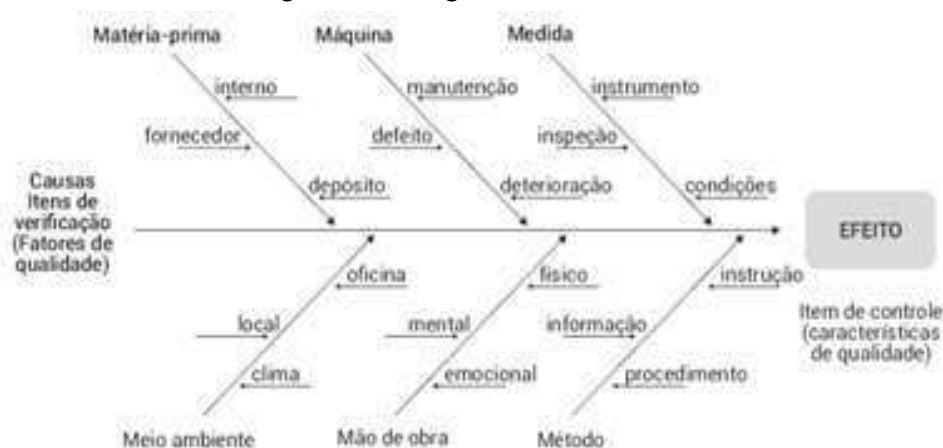 Matéria-prima
Máquina
Medida
interno
manutenção
instrumento
fornecedor
defeito
inspeção
depósito
deterioração
condições
Causas
Itens de
verificação
(Fatores de
qualidade)
EFEITO
oficina
físico
instrução
local
mental
informação
Item de controle
(características
de qualidade)
clima
emocional
procedimento
Meio ambiente
Mão de obra
Método